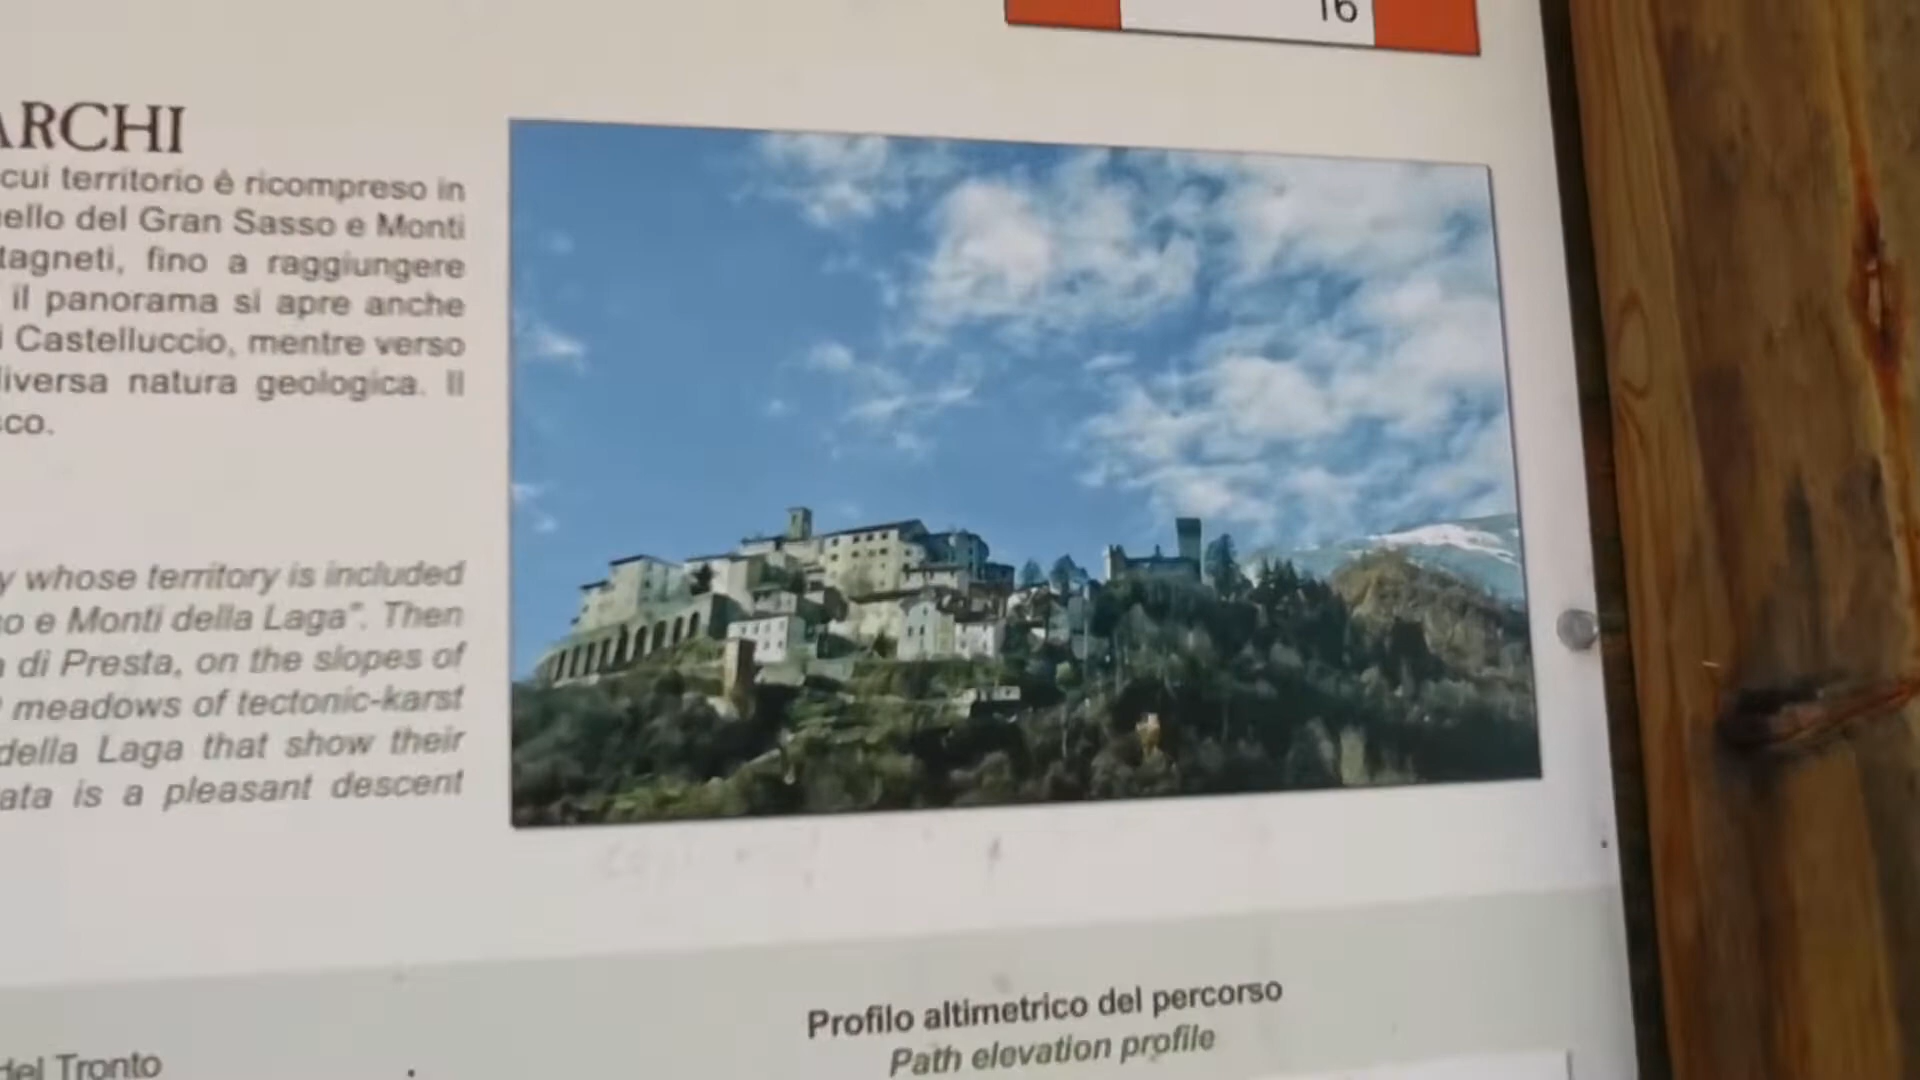 16
ARCHI
cui territorio è ricompreso in
ello del Gran Sasso e Monti
tagneti, fino a raggiungere
il panorama si apre anche
i Castelluccio, mentre verso
iversa natura geologica. Il
sco.
y whose territory is included
so e Monti della Laga". Then
a di Presta, on the slopes of
meadows of tectonic-karst
della Laga that show their
ata is a pleasant descent
Profilo altimetrico del percorso
Path elevation profile
del Tronto